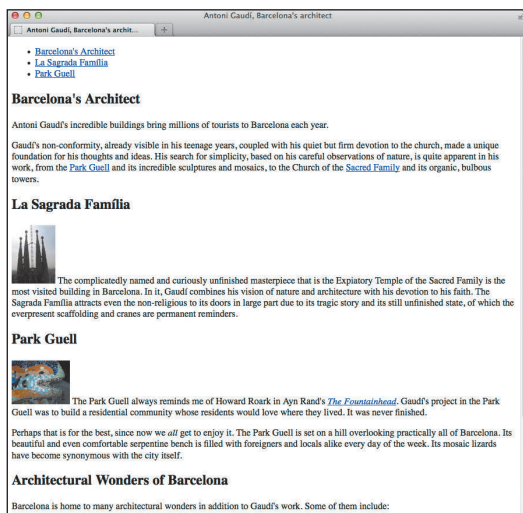 Antoni Gaudí, Barcelona's architect
Antoni Gaudí, Barcelona's archit...
Barcelona's Architect
La Sagrada Família
Park Guell
Barcelona's Architect
Antoni Gaudí's incredible buildings bring millions of tourists to Barcelona each year.
Gaudí's non-conformity, already visible in his teenage years, coupled with his quiet but firm devotion to the church, made a unique
foundation for his thoughts and ideas. His search for simplicity, based on his careful observations of nature, is quite apparent in his
work, from the Park Guell and its incredible sculptures and mosaics, to the Church of the Sacred Family and its organic, bulbous
towers.
La Sagrada Família
The complicatedly named and curiously unfinished masterpiece that is the Expiatory Temple of the Sacred Family is the
most visited building in Barcelona. In it, Gaudí combines his vision of nature and architecture with his devotion to his faith. The
Sagrada Família attracts even the non-religious to its doors in large part due to its tragic story and its still unfinished state, of which the
everpresent scaffolding and cranes are permanent reminders.
Park Guell
The Park Guell always reminds me of Howard Roark in Ayn Rand's The Fountainhead. Gaudí's project in the Park
Guell was to build a residential community whose residents would love where they lived. It was never finished.
Perhaps that is for the best, since now we all get to enjoy it. The Park Guell is set on a hill overlooking practically all of Barcelona. Its
beautiful and even comfortable serpentine bench is filled with foreigners and locals alike every day of the week. Its mosaic lizards
have become synonymous with the city itself.
Architectural Wonders of Barcelona
Barcelona is home to many architectural wonders in addition to Gaudí's work. Some of them include: